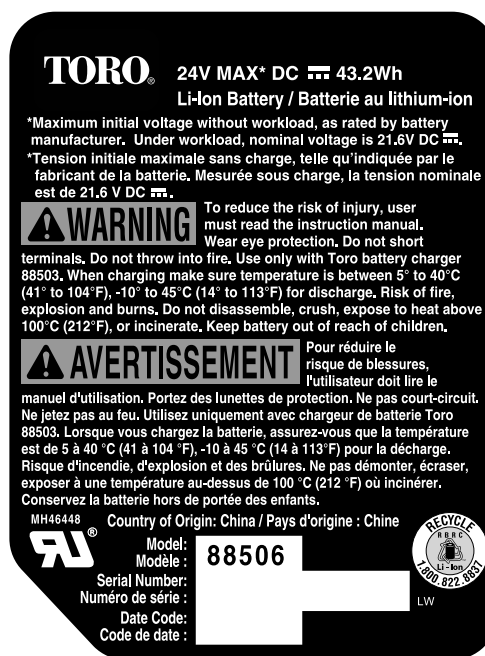 TORO® 24V MAX* DC 43.2Wh
Li-Ion Battery / Batterie au lithium-ion
*Maximum initial voltage without workload, as rated by battery
manufacturer. Under workload, nominal voltage is 21.6V DC
*Tension initiale maximale sans charge, telle qu'indiquée par le
fabricant de la batterie. Mesurée sous charge, la tension nominale
est de 21.6 V DC .
WARNING To reduce the risk of injury, user
must read the instruction manual.
Wear eye protection. Do not short
terminals. Do not throw into fire. Use only with Toro battery charger
88503. When charging make sure temperature is between 5° to 40°C
(41° to 104°F), -10° to 45°C (14° to 113°F) for discharge. Risk of fire,
explosion and burns. Do not disassemble, crush, expose to heat above
100°C (212°F), or incinerate. Keep battery out of reach of children.
AVERTISSEMENT Pour réduire le
risque de blessures,
l'utilisateur doit lire le
manuel d'utilisation. Portez des lunettes de protection. Ne pas court-circuit.
Ne jetez pas au feu. Utilisez uniquement avec chargeur de batterie Toro
88503. Lorsque vous chargez la batterie, assurez-vous que la température
est de 5 à 40 °C (41 à 104 °F), -10 à 45 °C (14 à 113°F) pour la décharge.
Risque d'incendie, d'explosion et des brûlures. Ne pas démonter, écraser,
exposer à une température au-dessus de 100 °C (212 °F) où incinérer.
Conservez la batterie hors de portée des enfants.
MH46448 Country of Origin: China / Pays d'origine : Chine
RU®
Model:
Modèle :
88506
Serial Number:
Numéro de série :
Date Code:
Code de date :
RECYCLE
RBRC
Li-Ion
1.800.822.8837
LW